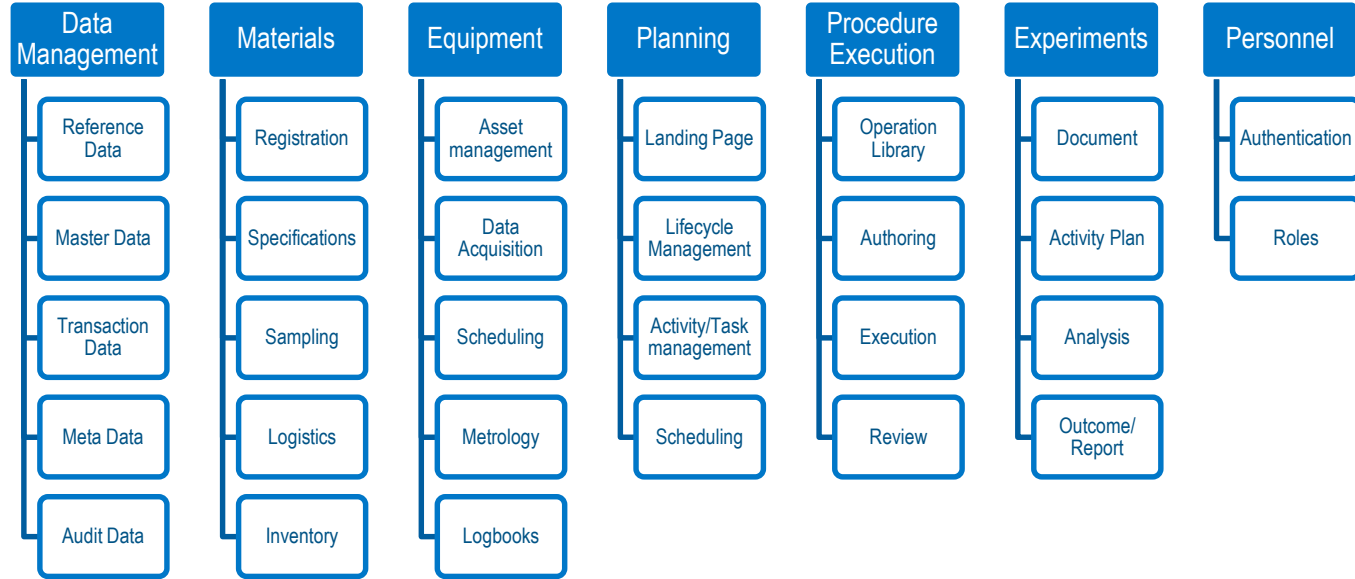 Data
Management
Reference
Data
Master Data
Transaction
Data
Meta Data
Audit Data
Materials
Registration
Specifications
Sampling
Logistics
Inventory
Equipment
Asset
management
Data
Acquisition
Scheduling
Metrology
Logbooks
Planning
Landing Page
Lifecycle
Management
Activity/Task
management
Scheduling
Procedure
Execution
Operation
Library
Authoring
Execution
Review
Experiments
Document
Activity Plan
Analysis
Outcome/
Report
Personnel
Authentication
Roles